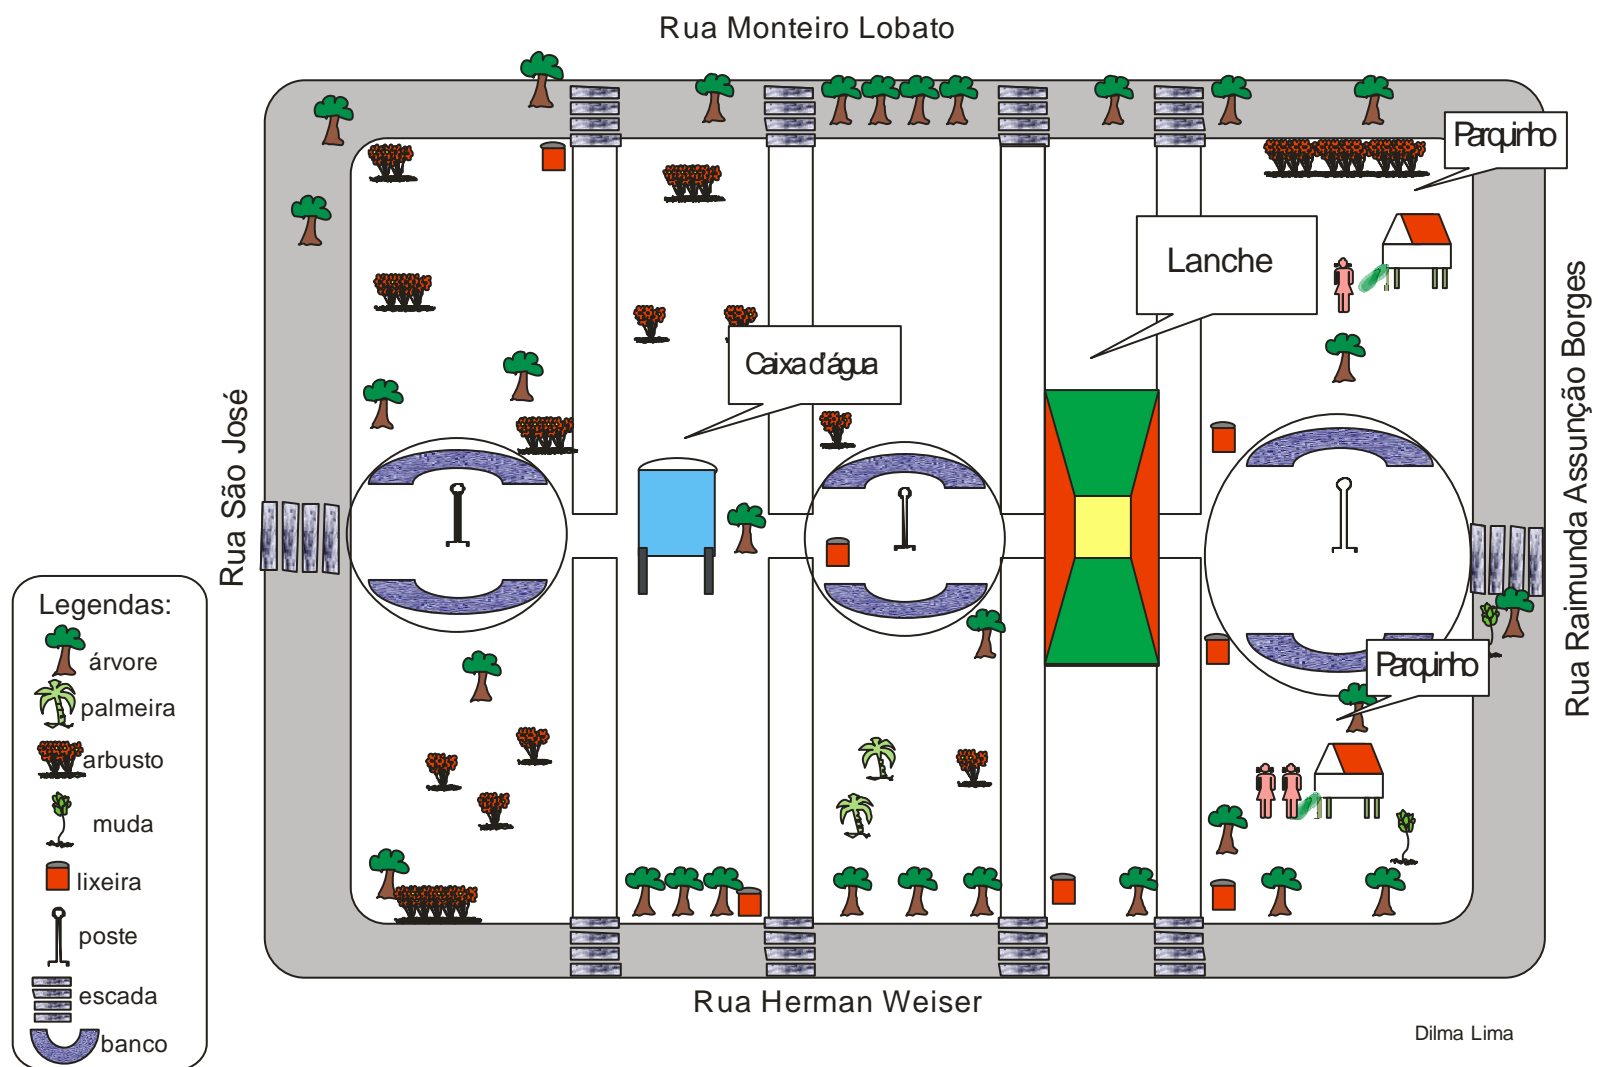 Rua Monteiro Lobato
Parquinho
Lanche
Caixa d'água
Rua São José
Rua Raimunda Assunção Borges
Parquinho
Legendas:
árvore
palmeira
arbusto
muda
lixeira
poste
escada
banco
Rua Herman Weiser
Dilma Lima